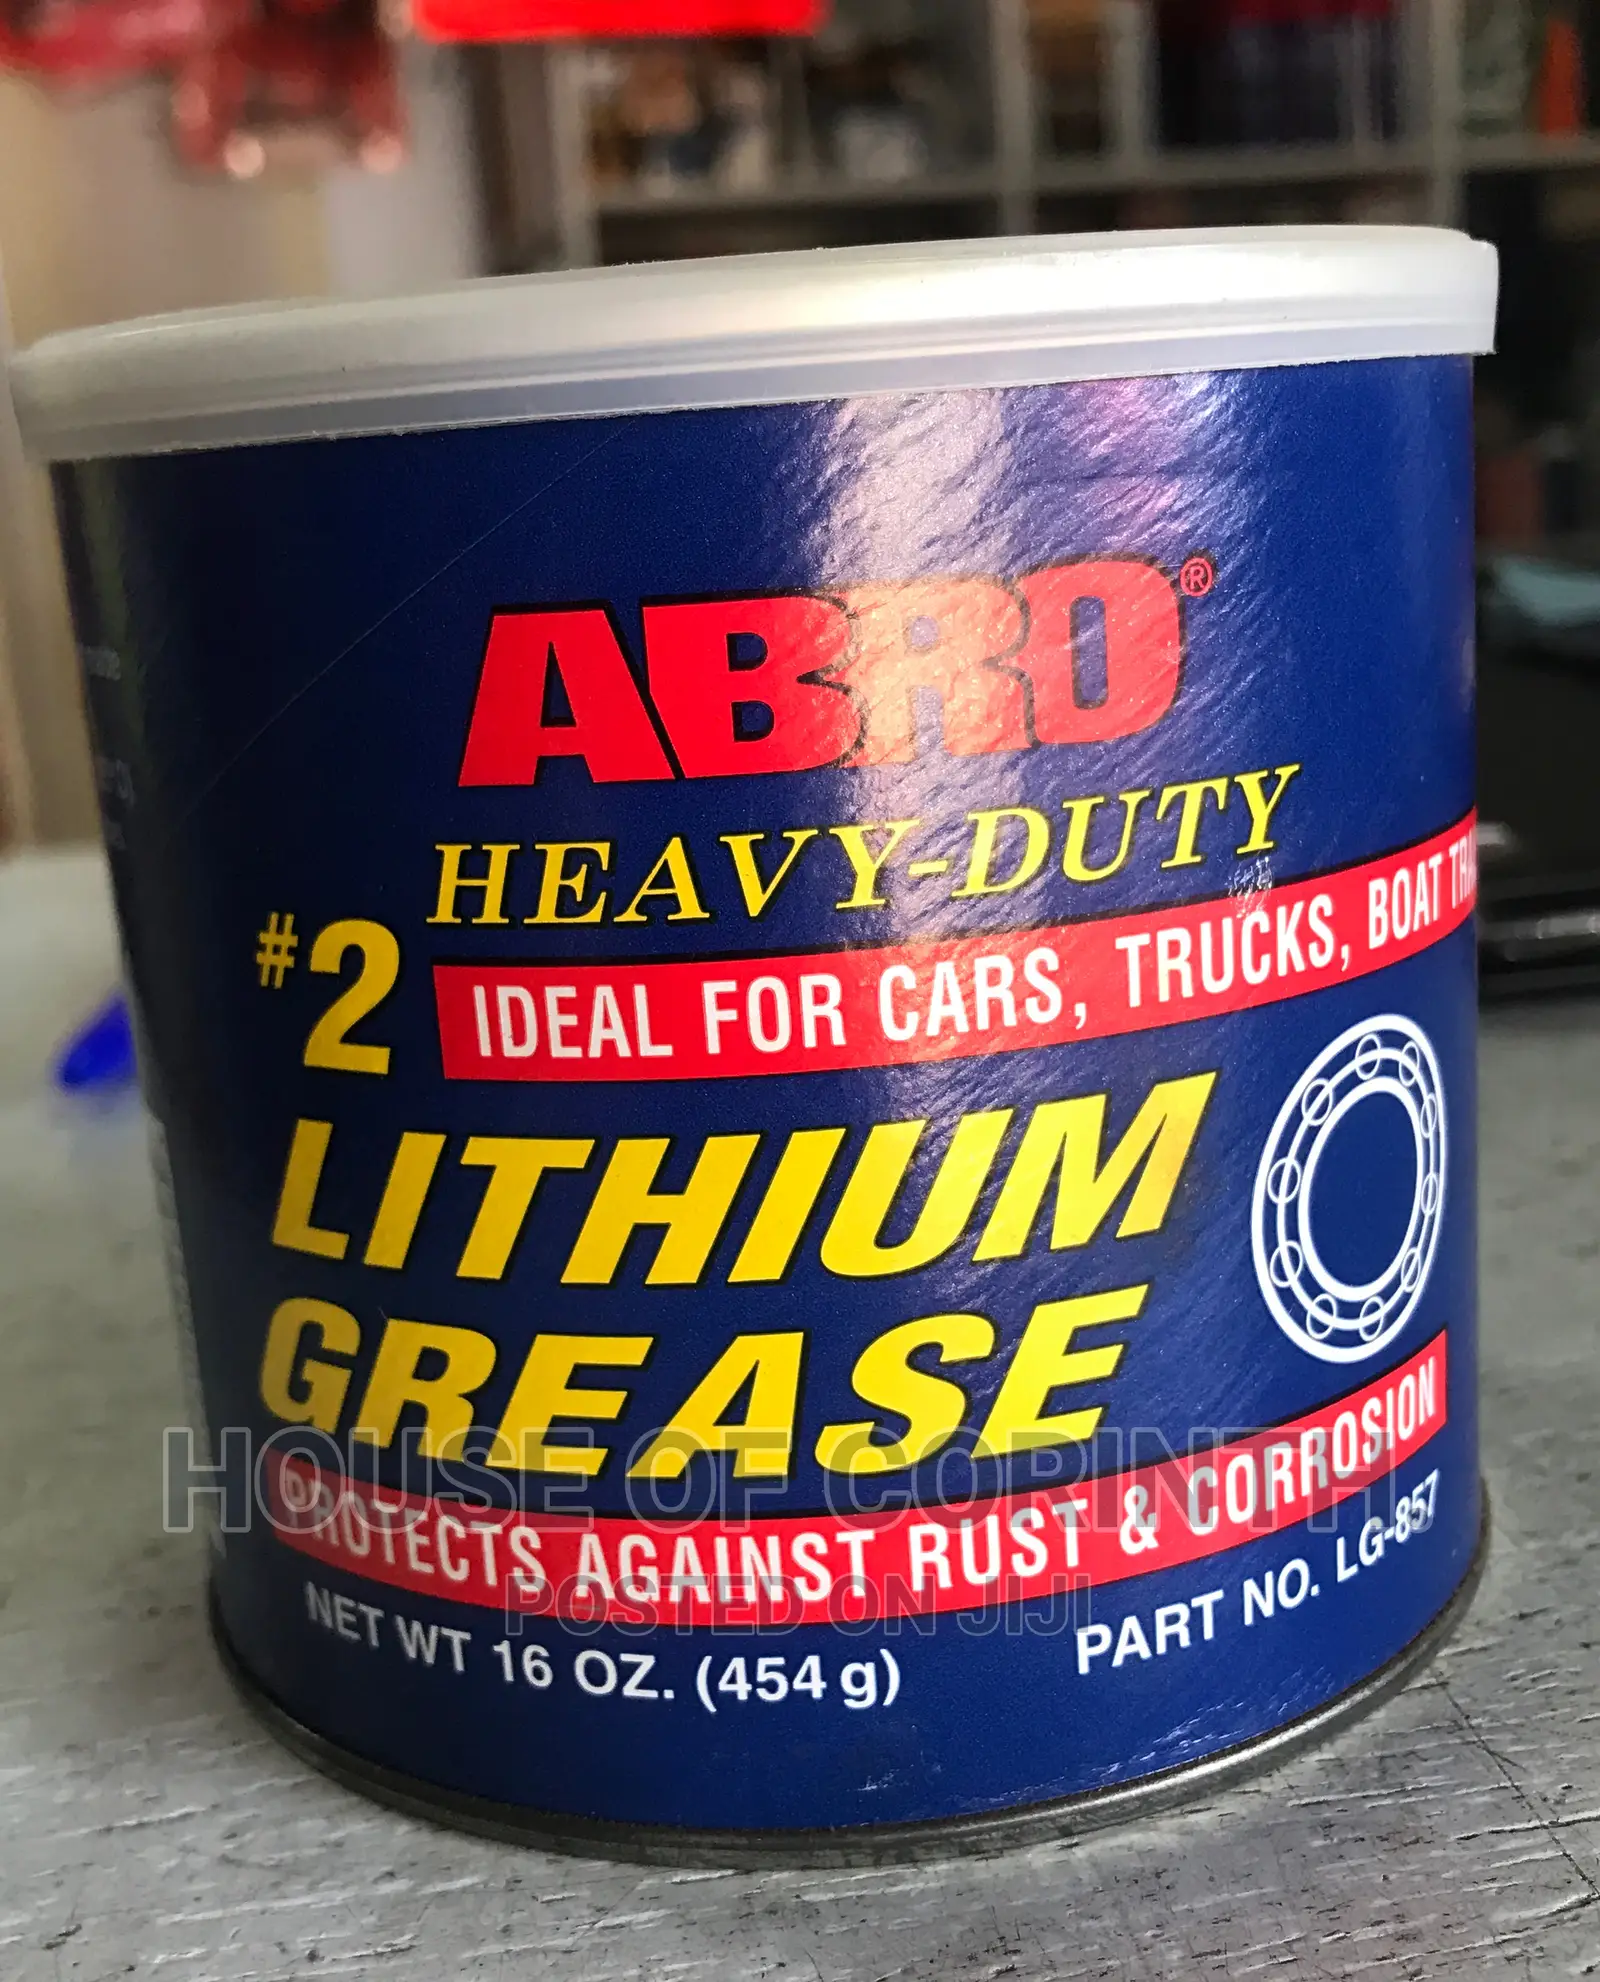 ABRO®
HEAVY-DUTY
#2
IDEAL FOR CARS, TRUCKS, BOAT
LITHIUM
GREASE
PROTECTS AGAINST RUST & CORROSION
NET WT 16 OZ. (454 g)
PART NO. LG-857
HOUSE OF CORINTH
POSTED ON JIJI